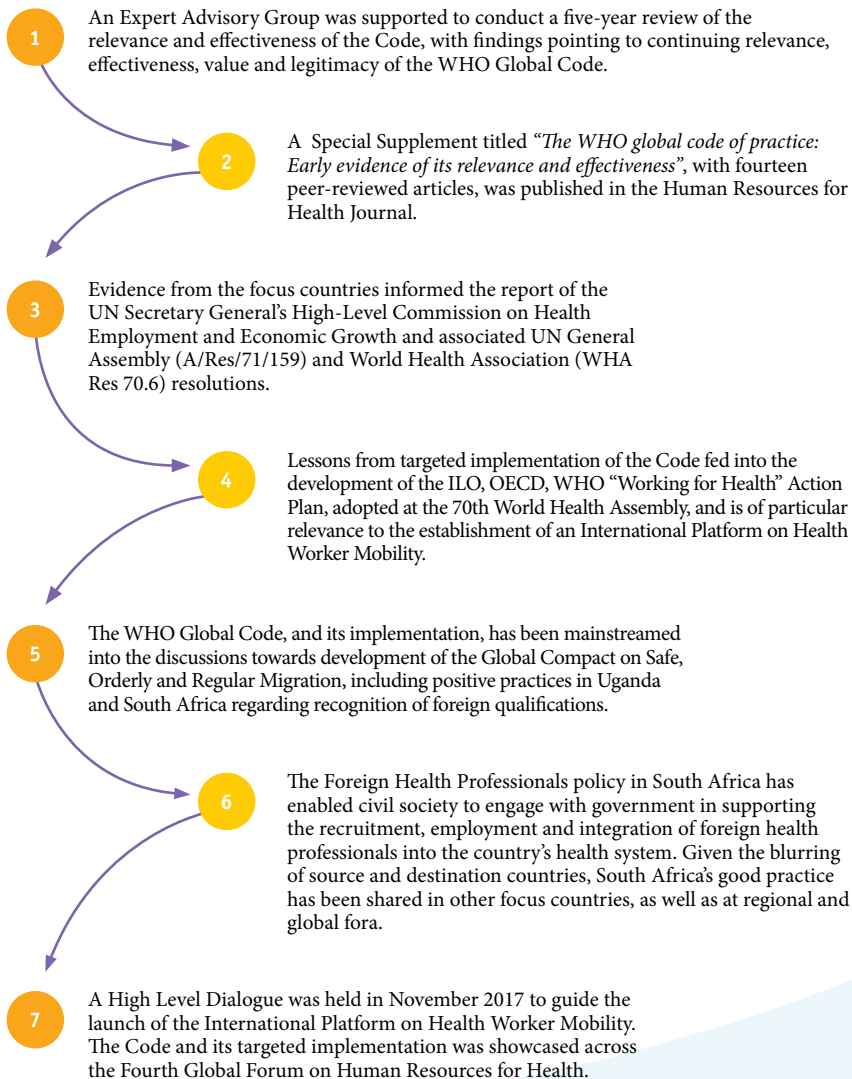 1
An Expert Advisory Group was supported to conduct a five-year review of the
relevance and effectiveness of the Code, with findings pointing to continuing relevance,
effectiveness, value and legitimacy of the WHO Global Code.
2
A Special Supplement titled “The WHO global code of practice:
Early evidence of its relevance and effectiveness”, with fourteen
peer-reviewed articles, was published in the Human Resources for
Health Journal.
3
Evidence from the focus countries informed the report of the
UN Secretary General’s High-Level Commission on Health
Employment and Economic Growth and associated UN General
Assembly (A/Res/71/159) and World Health Association (WHA
Res 70.6) resolutions.
4
Lessons from targeted implementation of the Code fed into the
development of the ILO, OECD, WHO “Working for Health” Action
Plan, adopted at the 70th World Health Assembly, and is of particular
relevance to the establishment of an International Platform on Health
Worker Mobility.
5
The WHO Global Code, and its implementation, has been mainstreamed
into the discussions towards development of the Global Compact on Safe,
Orderly and Regular Migration, including positive practices in Uganda
and South Africa regarding recognition of foreign qualifications.
6
The Foreign Health Professionals policy in South Africa has
enabled civil society to engage with government in supporting
the recruitment, employment and integration of foreign health
professionals into the country’s health system. Given the blurring
of source and destination countries, South Africa’s good practice
has been shared in other focus countries, as well as at regional and
global fora.
7
A High Level Dialogue was held in November 2017 to guide the
launch of the International Platform on Health Worker Mobility.
The Code and its targeted implementation was showcased across
the Fourth Global Forum on Human Resources for Health.